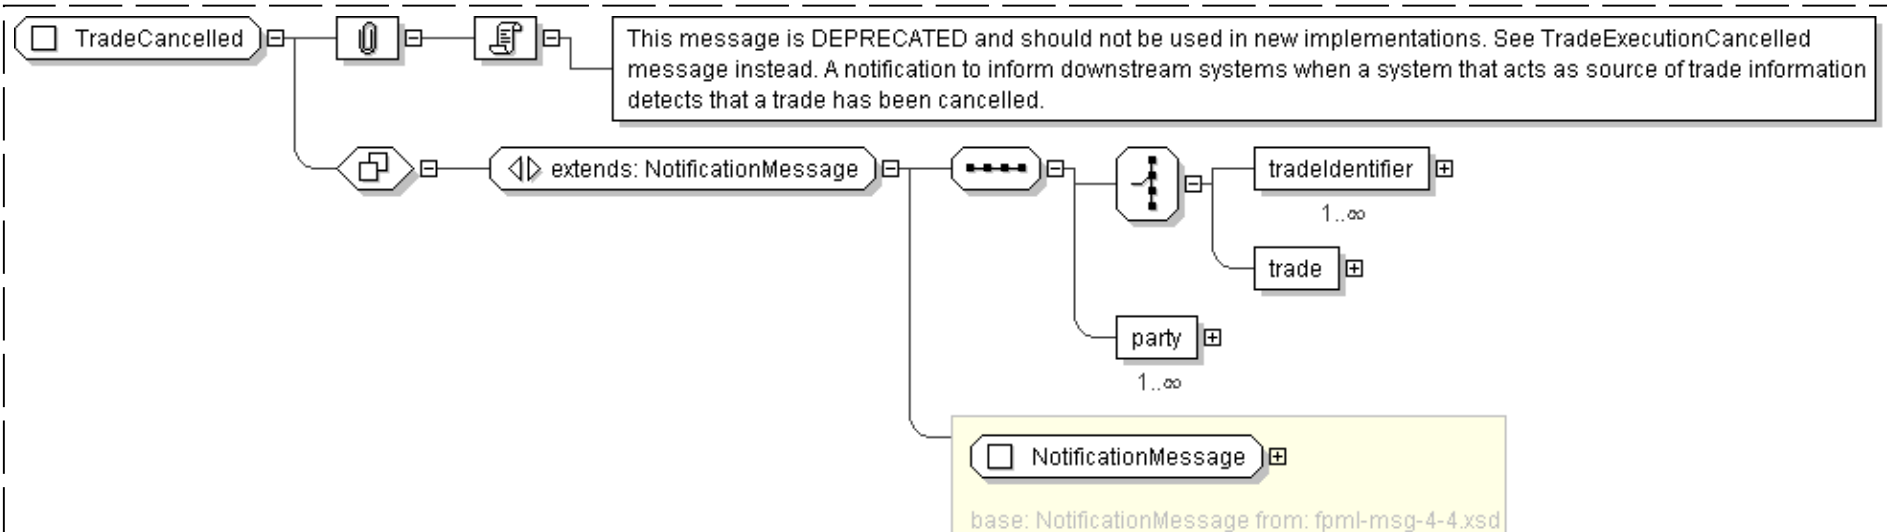 TradeCancelled
This message is DEPRECATED and should not be used in new implementations. See TradeExecutionCancelled
message instead. A notification to inform downstream systems when a system that acts as source of trade information
detects that a trade has been cancelled.
extends: NotificationMessage
tradeIdentifier
1..∞
trade
party
1..∞
NotificationMessage
base: NotificationMessage from: fpml-msg-4-4.xsd